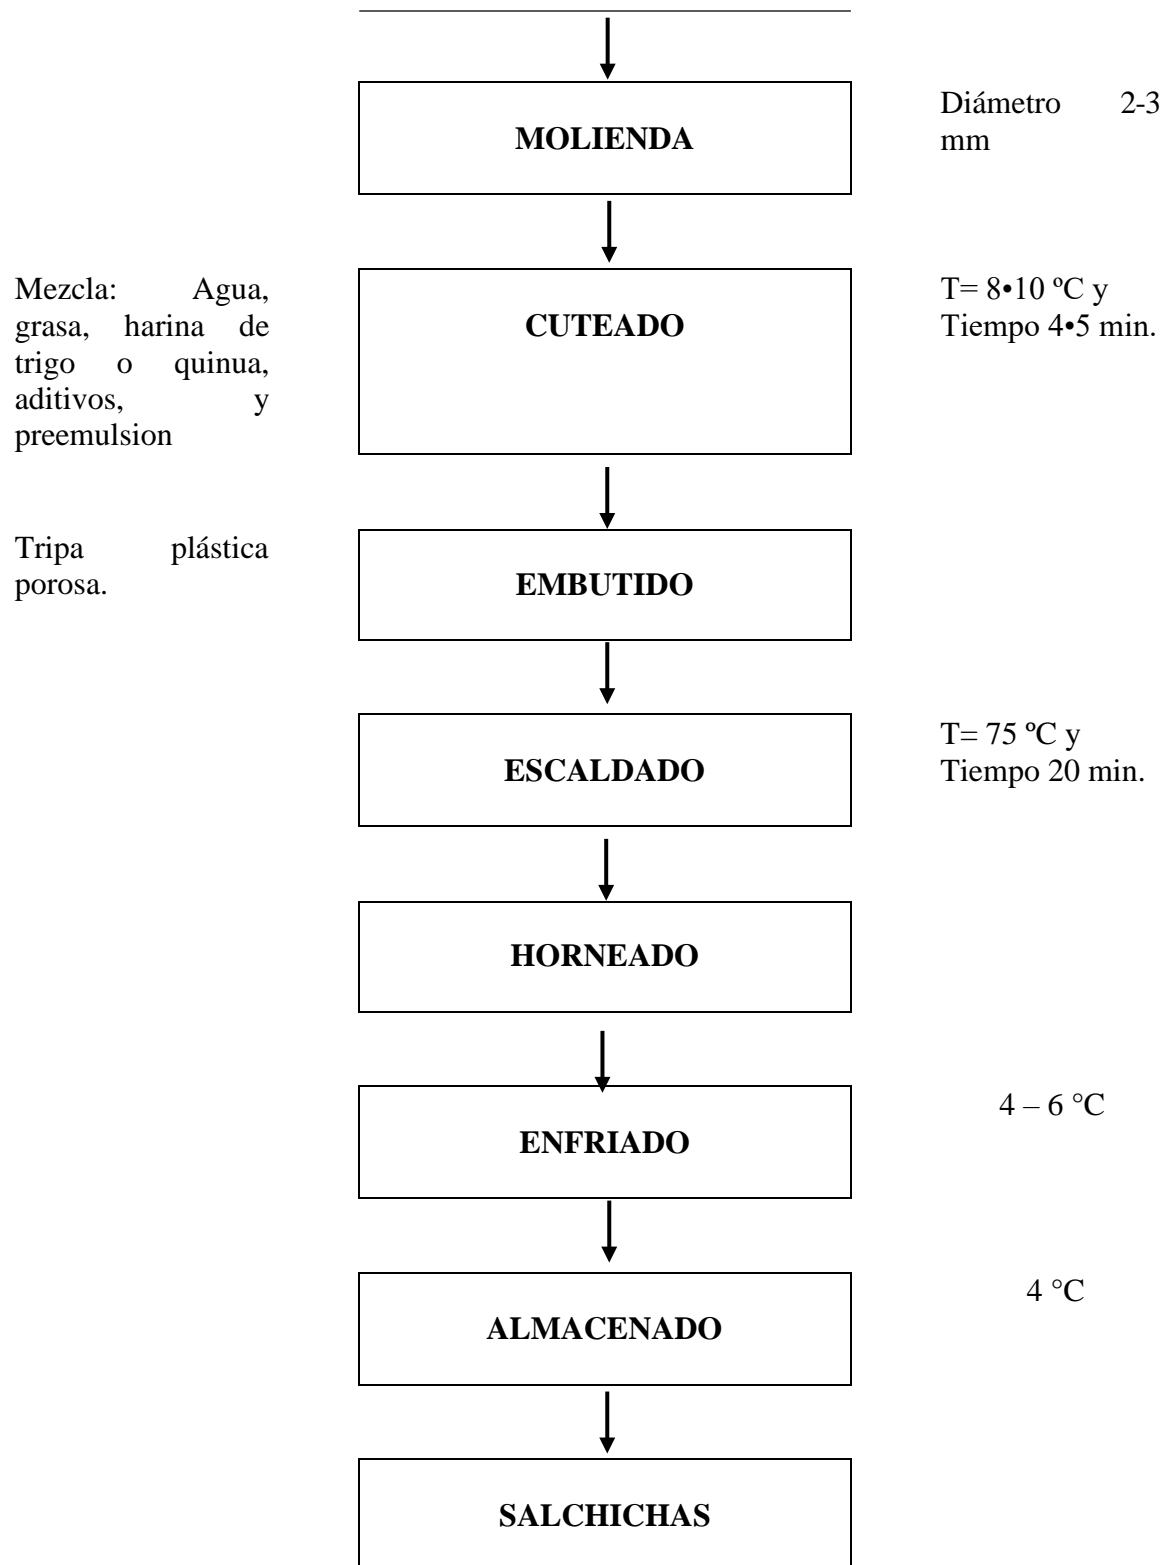 MOLIENDA
Diámetro 2-3
mm
Mezcla: Agua,
grasa, harina de
trigo o quinua,
aditivos, y
preemulsion
CUTEADO
T= 8•10 ºC y
Tiempo 4•5 min.
Tripa plástica
porosa.
EMBUTIDO
ESCALDADO
T= 75 ºC y
Tiempo 20 min.
HORNEADO
ENFRIADO
4 – 6 °C
ALMACENADO
4 °C
SALCHICHAS